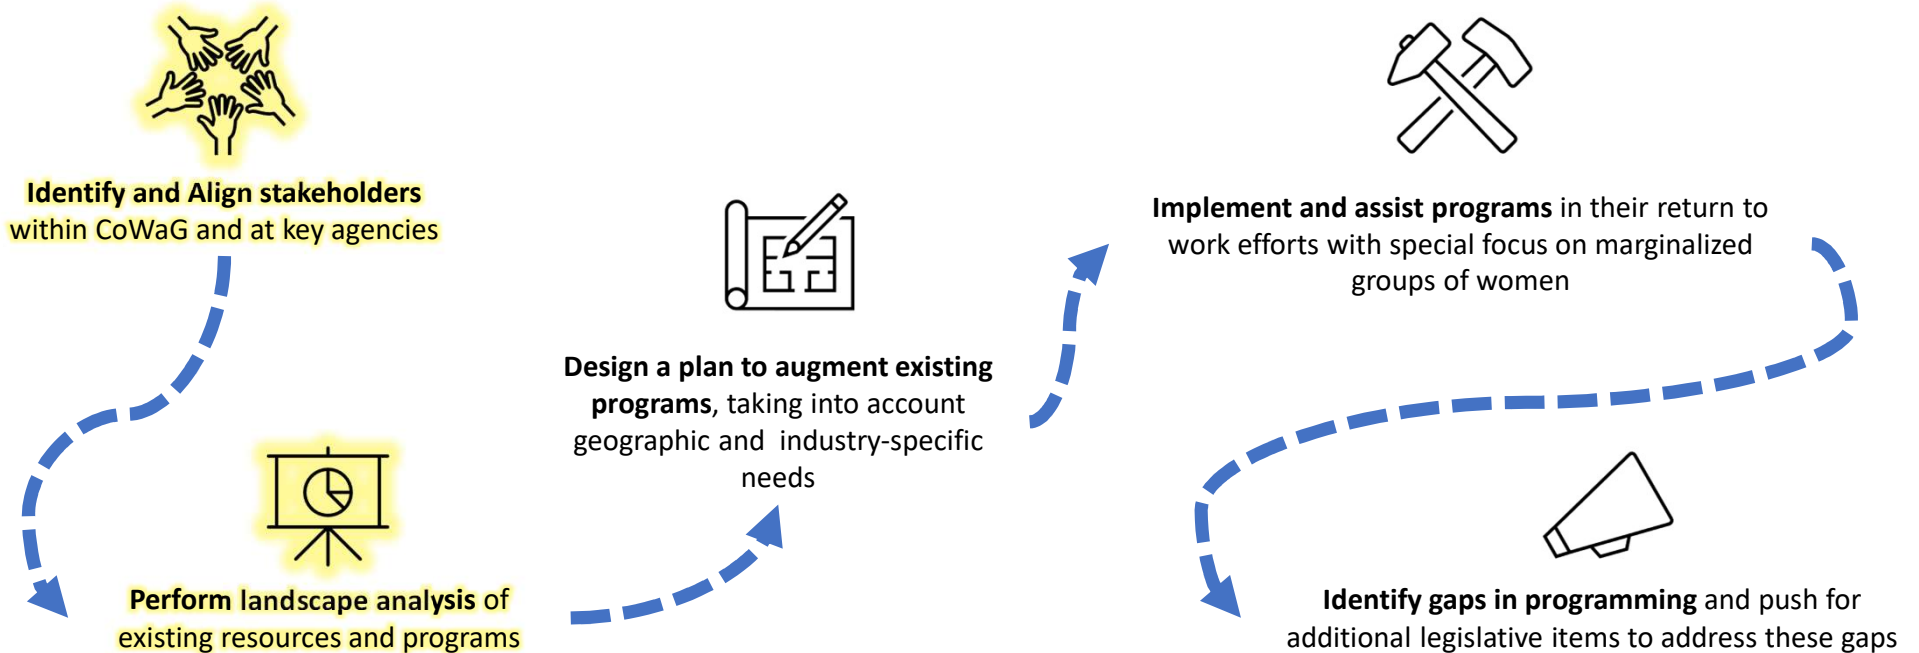 Identify and Align stakeholders
within CoWaG and at key agencies
Perform landscape analysis of
existing resources and programs
Design a plan to augment existing
programs, taking into account
geographic and industry-specific
needs
Implement and assist programs in their return to
work efforts with special focus on marginalized
groups of women
Identify gaps in programming and push for
additional legislative items to address these gaps